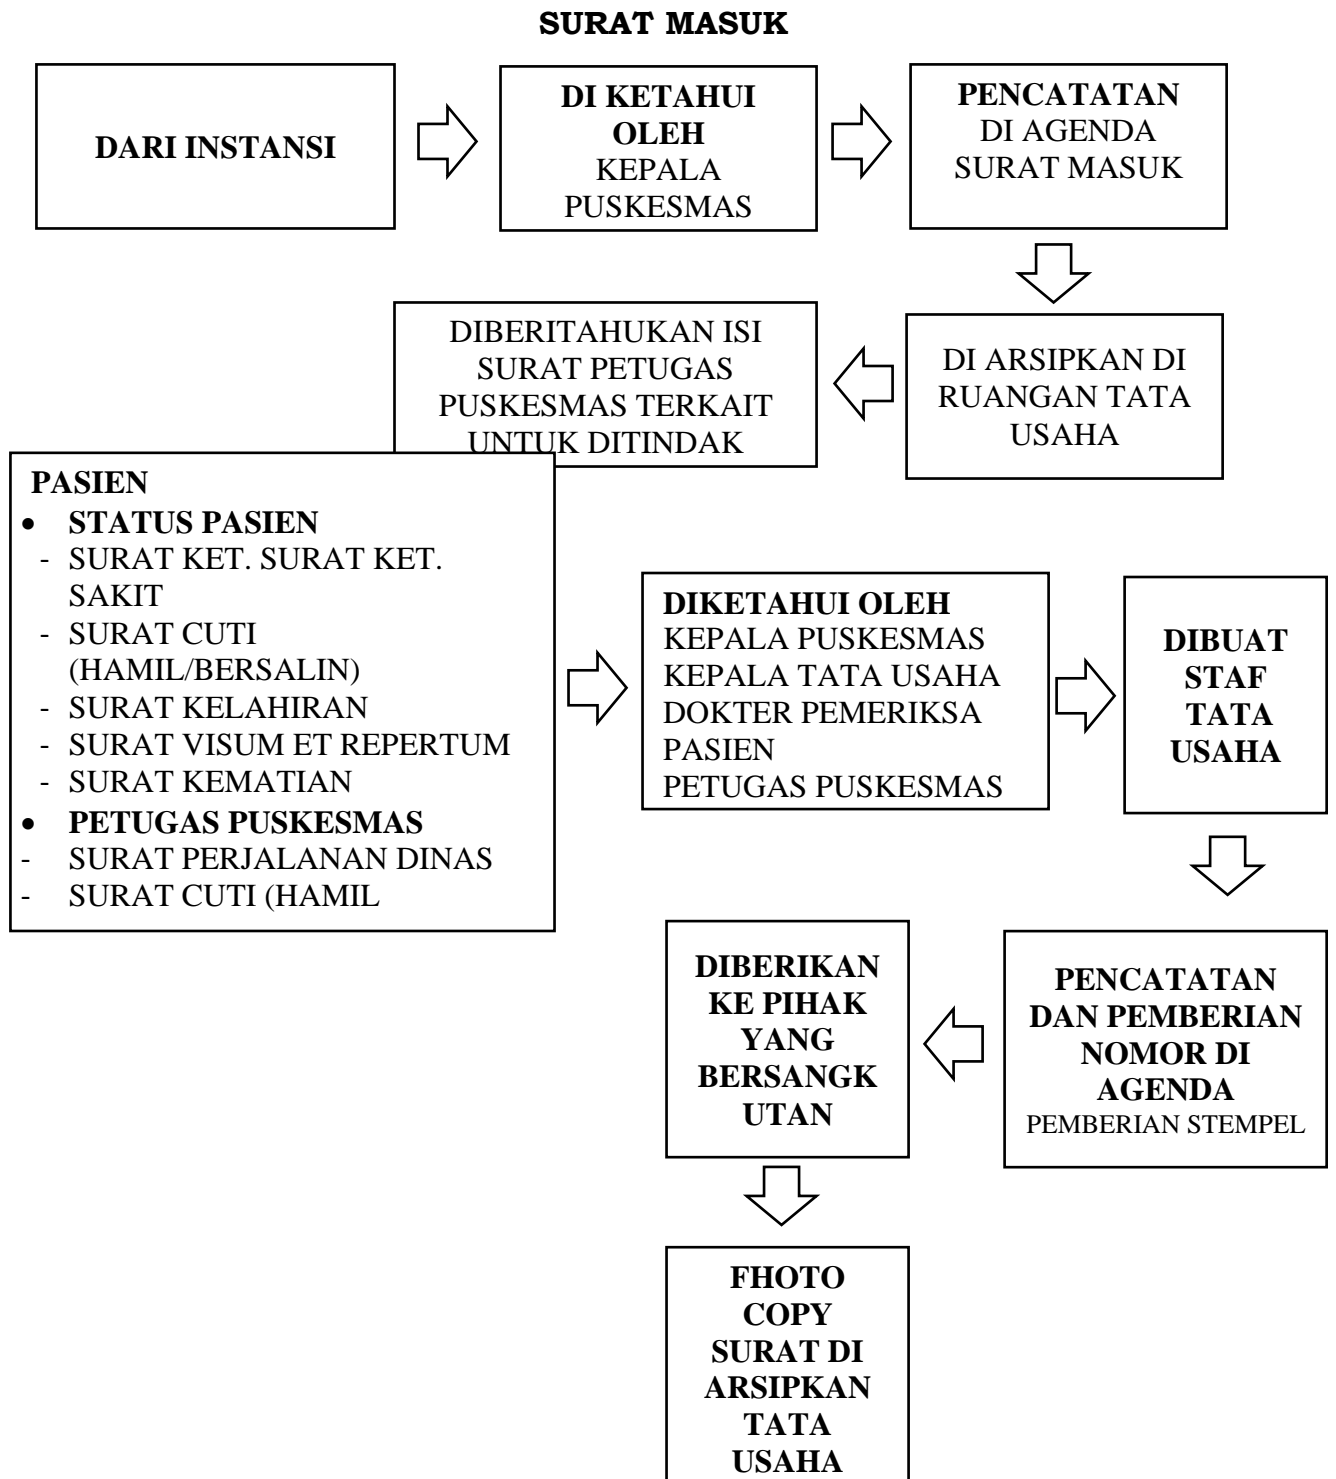 SURAT MASUK
DARI INSTANSI
DI KETAHUI
OLEH
KEPALA
PUSKESMAS
PENCATATAN
DI AGENDA
SURAT MASUK
DI ARSIPKAN DI
RUANGAN TATA
USAHA
DIBERITAHUKAN ISI
SURAT PETUGAS
PUSKESMAS TERKAIT
UNTUK DITINDAK
PASIEN
• STATUS PASIEN
- SURAT KET. SURAT KET.
SAKIT
- SURAT CUTI
(HAMIL/BERSALIN)
- SURAT KELAHIRAN
- SURAT VISUM ET REPERTUM
- SURAT KEMATIAN
• PETUGAS PUSKESMAS
- SURAT PERJALANAN DINAS
- SURAT CUTI (HAMIL
DIKETAHUI OLEH
KEPALA PUSKESMAS
KEPALA TATA USAHA
DOKTER PEMERIKSA
PASIEN
PETUGAS PUSKESMAS
DIBUAT
STAF
TATA
USAHA
PENCATATAN
DAN PEMBERIAN
NOMOR DI
AGENDA
PEMBERIAN STEMPEL
DIBERIKAN
KE PIHAK
YANG
BERSANGK
UTAN
FHOTO
COPY
SURAT DI
ARSIPKAN
TATA
USAHA